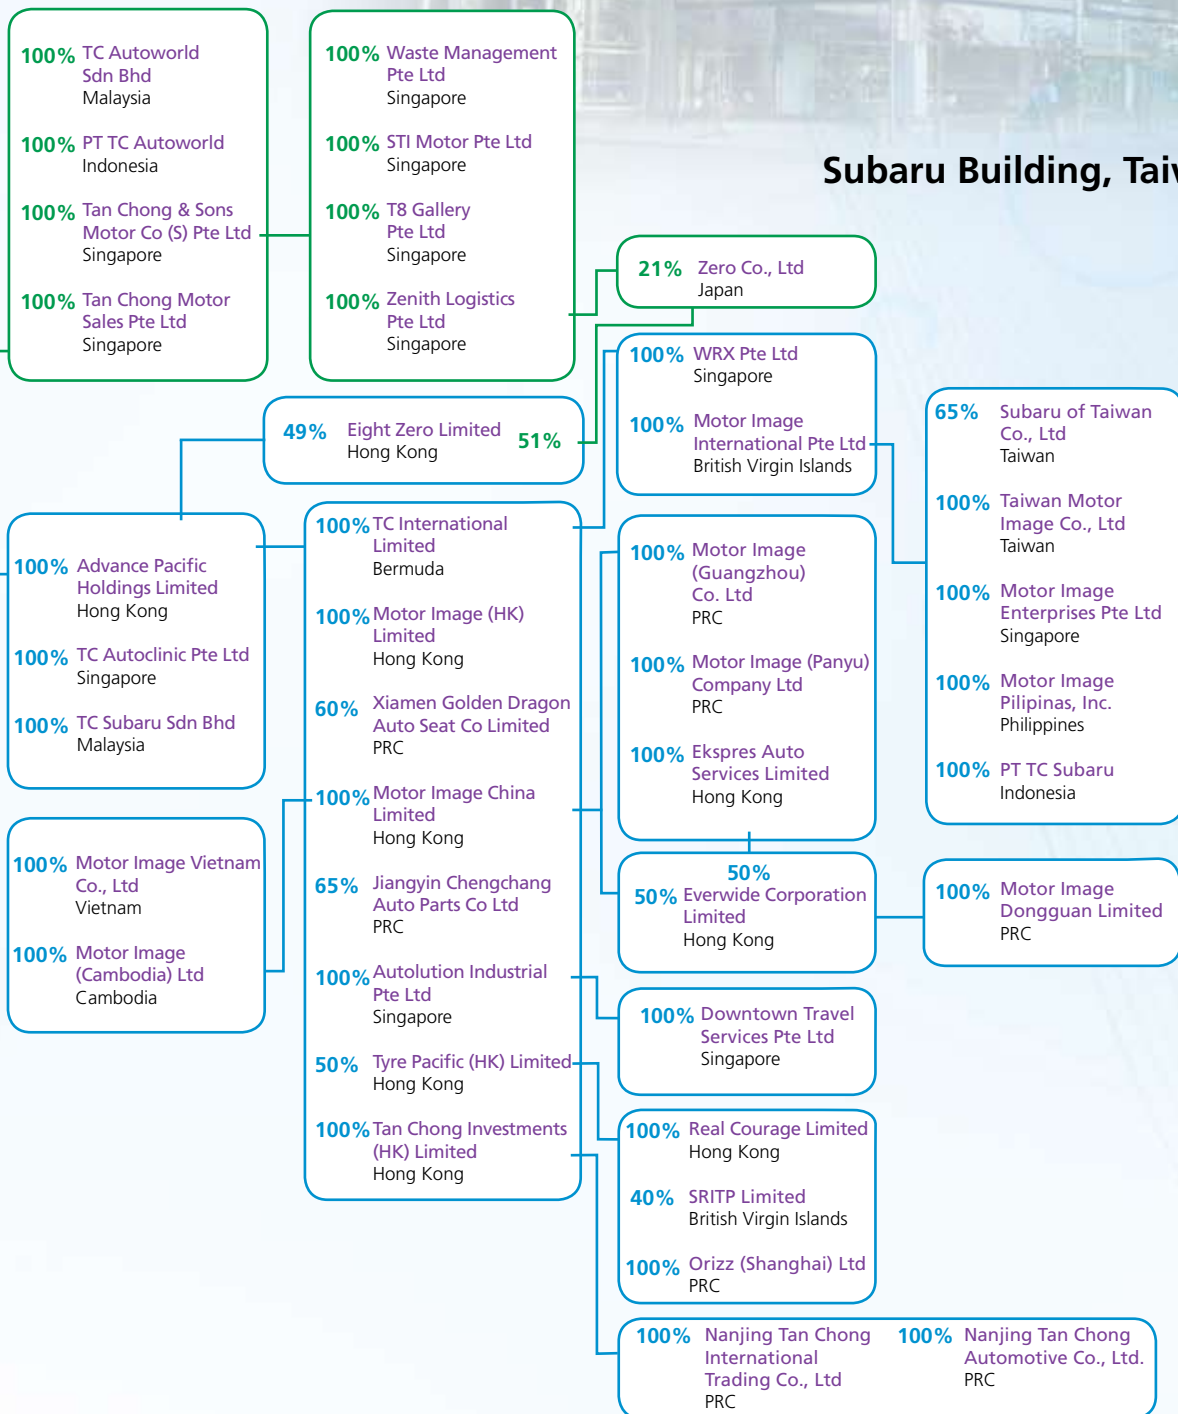 100% TC Autoworld
Sdn Bhd
Malaysia
100% PT TC Autoworld
Indonesia
100% Tan Chong & Sons
Motor Co (S) Pte Ltd
Singapore
100% Tan Chong Motor
Sales Pte Ltd
Singapore
100% Waste Management
Pte Ltd
Singapore
100% STI Motor Pte Ltd
Singapore
100% T8 Gallery
Pte Ltd
Singapore
100% Zenith Logistics
Pte Ltd
Singapore
Subaru Building, Taiw
21% Zero Co., Ltd
Japan
49% Eight Zero Limited 51%
Hong Kong
100% WRX Pte Ltd
Singapore
100% Motor Image
International Pte Ltd
British Virgin Islands
65% Subaru of Taiwan
Co., Ltd
Taiwan
100% Taiwan Motor
Image Co., Ltd
Taiwan
100% Motor Image
Enterprises Pte Ltd
Singapore
100% Motor Image
Pilipinas, Inc.
Philippines
100% PT TC Subaru
Indonesia
100% Advance Pacific
Holdings Limited
Hong Kong
100% TC Autoclinic Pte Ltd
Singapore
100% TC Subaru Sdn Bhd
Malaysia
100% Motor Image Vietnam
Co., Ltd
Vietnam
100% Motor Image
(Cambodia) Ltd
Cambodia
100% TC International
Limited
Bermuda
100% Motor Image (HK)
Limited
Hong Kong
60% Xiamen Golden Dragon
Auto Seat Co Limited
PRC
100% Motor Image China
Limited
Hong Kong
65% Jiangyin Chengchang
Auto Parts Co Ltd
PRC
100% Autolution Industrial
Pte Ltd
Singapore
50% Tyre Pacific (HK) Limited
Hong Kong
100% Tan Chong Investments
(HK) Limited
Hong Kong
100% Motor Image
(Guangzhou)
Co. Ltd
PRC
100% Motor Image (Panyu)
Company Ltd
PRC
100% Ekspres Auto
Services Limited
Hong Kong
50%
50% Everwide Corporation
Limited
Hong Kong
100% Motor Image
Dongguan Limited
PRC
100% Downtown Travel
Services Pte Ltd
Singapore
100% Real Courage Limited
Hong Kong
40% SRITP Limited
British Virgin Islands
100% Orizz (Shanghai) Ltd
PRC
100% Nanjing Tan Chong
International
Trading Co., Ltd
PRC
100% Nanjing Tan Chong
Automotive Co., Ltd.
PRC